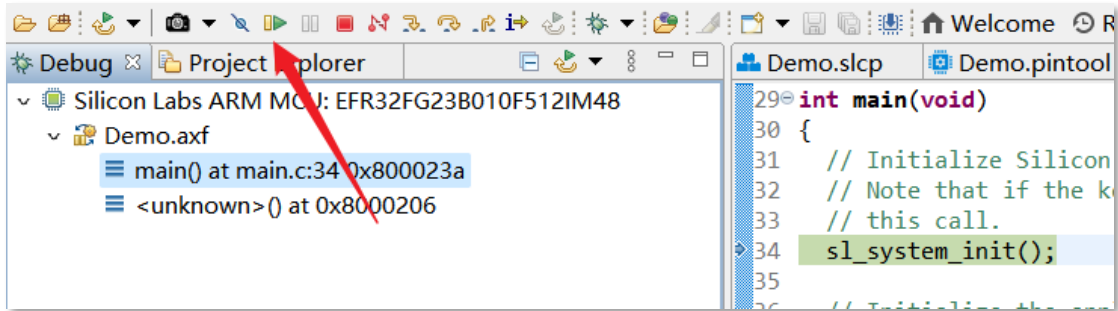 Welcome
Debug
Project
plorer
Demo.slcp
Demo.pintool
Silicon Labs ARM MCU: EFR32FG23B010F512IM48
Demo.axf
main() at main.c:34 0x800023a
<unknown>() at 0x8000206
29 int main(void)
30 {
31 // Initialize Silicon
32 // Note that if the
33 // this call.
34 sl_system_init();
35